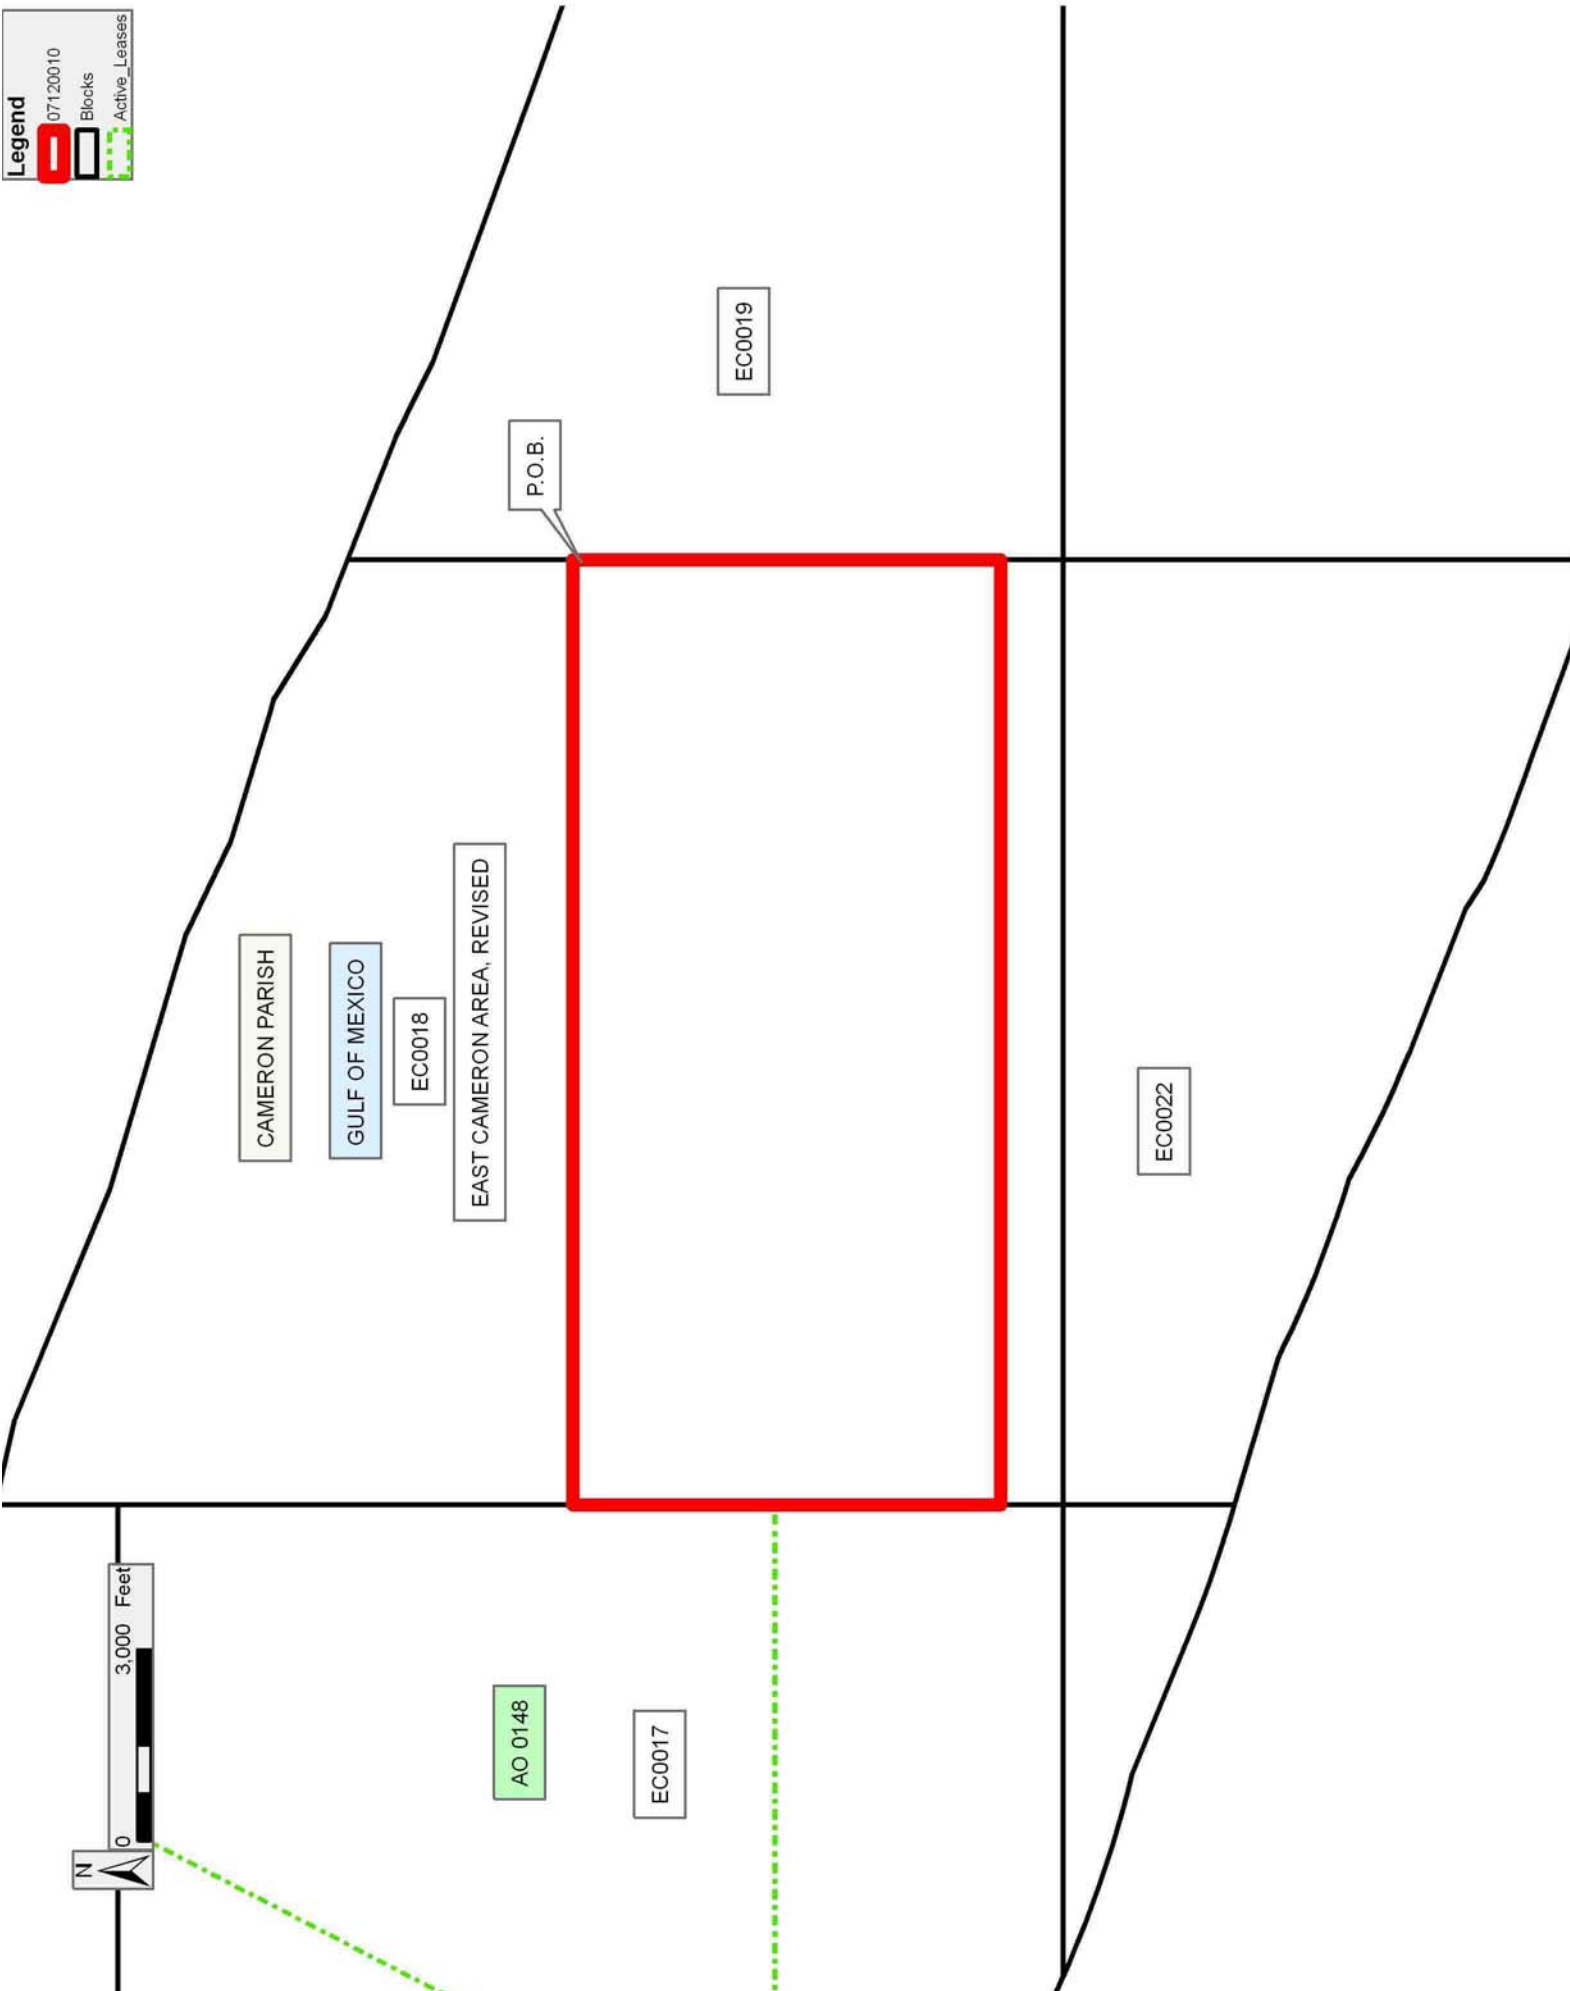 Legend
07120010
Blocks
Active_Leases
EC0019
P.O.B.
CAMERON PARISH
GULF OF MEXICO
EC0018
EAST CAMERON AREA, REVISED
EC0022
AO 0148
EC0017
N
0 3,000 Feet